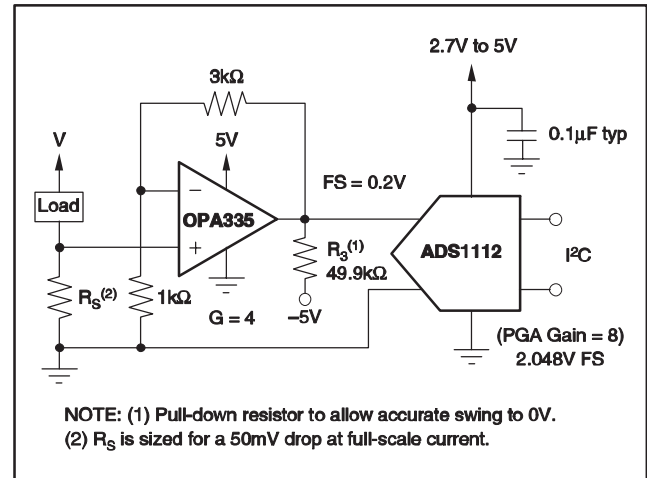 2.7V to 5V
3kΩ
0.1μF typ
V
5V
FS = 0.2V
Load
−
OPA335
+
R3(1)
49.9kΩ
ADS1112
I²C
RS(2)
1kΩ
G = 4
−5V
(PGA Gain = 8)
2.048V FS
NOTE: (1) Pull-down resistor to allow accurate swing to 0V.
(2) RS is sized for a 50mV drop at full-scale current.